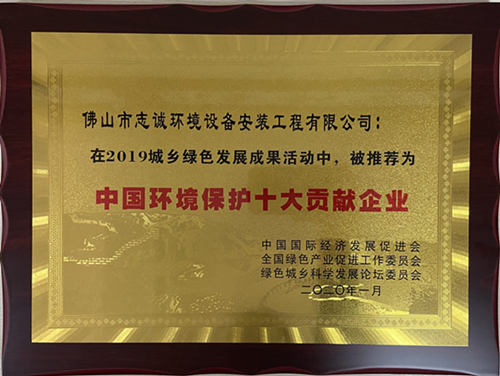 佛山市志诚环境设备安装工程有限公司：
在2019城乡绿色发展成果活动中，被推荐为
中国环境保护十大贡献企业
中国国际经济发展促进会
全国绿色产业促进工作委员会
绿色城乡科学发展论坛委员会
二〇二〇年一月